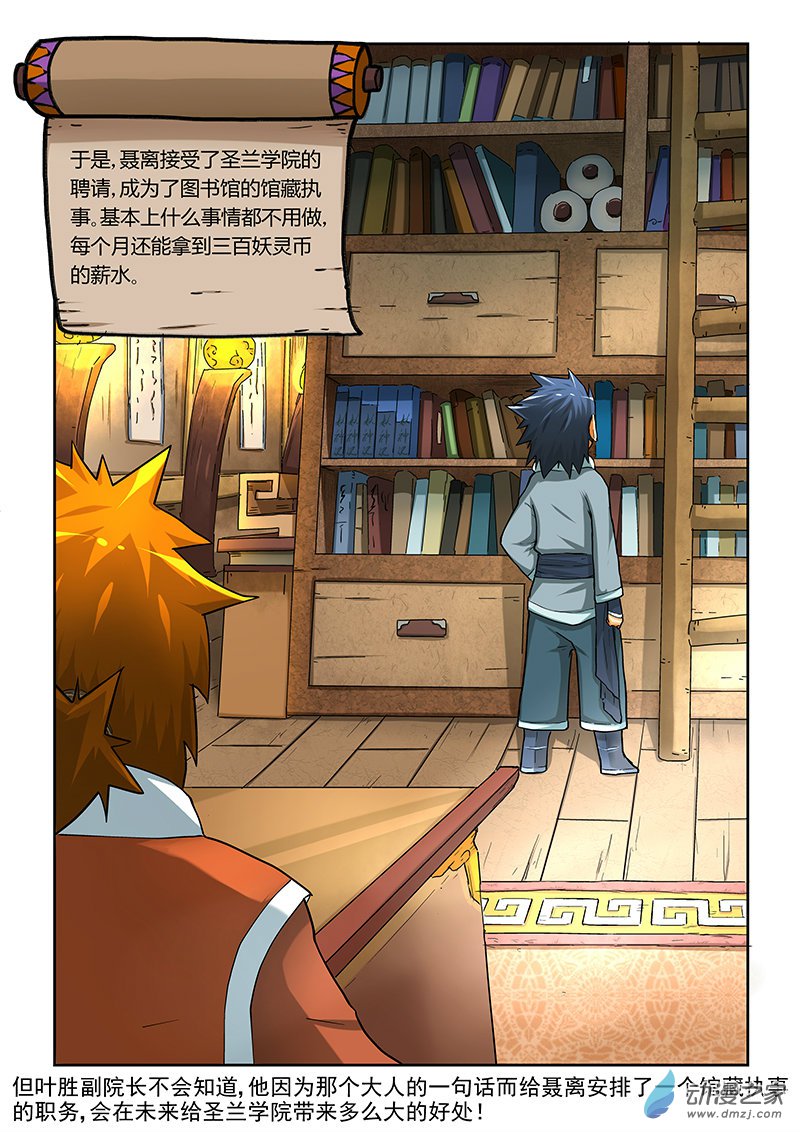 于是,聂离接受了圣兰学院的
聘请,成为了图书馆的馆藏执
事。基本上什么事情都不用做,
每个月还能拿到三百妖灵币
的薪水。
但叶胜副院长不会知道,他因为那个大人的一句话而给聂离安排了一个馆藏执事
的职务,会在未来给圣兰学院带来多么大的好处!
动漫之家
www.dmzj.com